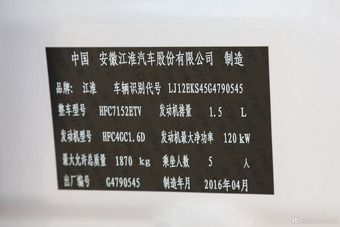 中国 安徽江淮汽车股份有限公司 制造
品牌: 江淮 车辆识别代号 LJ12EKS45G4790545
整车型号 HFC7152ETV 发动机排量 1.5 L
发动机型号 HFC4GC1.6D 发动机最大净功率 120 kW
最大允许总质量 1870 kg 乘坐人数 5 人
出厂编号 G4790545 制造年月 2016年04月